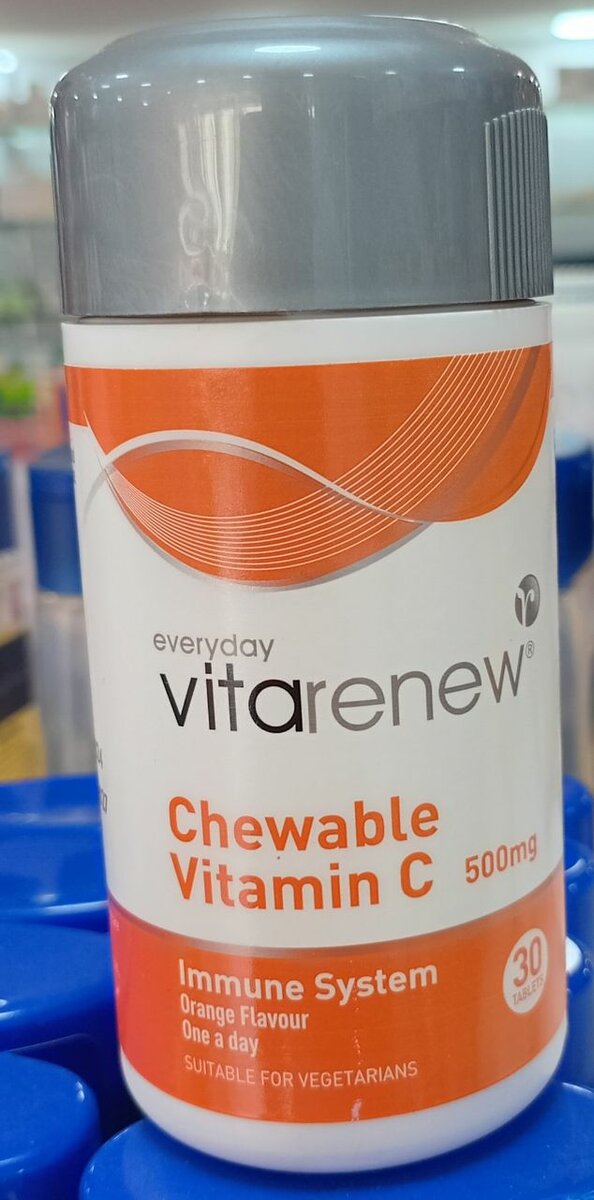 everyday
vitarenew®
Chewable
Vitamin C 500mg
Immune System
Orange Flavour
One a day
SUITABLE FOR VEGETARIANS
30
TABLETS